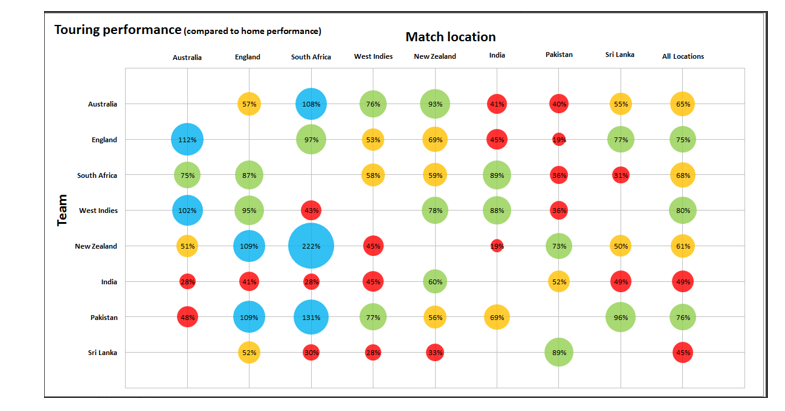 Touring performance (compared to home performance)
Match location
Australia England South Africa West Indies New Zealand India Pakistan Sri Lanka All Locations
Team
Australia 57% 108% 76% 93% 41% 40% 55% 65%
England 112% 97% 53% 69% 45% 19% 77% 75%
South Africa 75% 87% 58% 59% 89% 36% 31% 68%
West Indies 102% 95% 43% 78% 88% 36% 80%
New Zealand 51% 109% 222% 45% 19% 73% 50% 61%
India 28% 41% 28% 45% 60% 52% 49% 49%
Pakistan 48% 109% 131% 77% 56% 69% 96% 76%
Sri Lanka 52% 30% 28% 33% 89% 45%